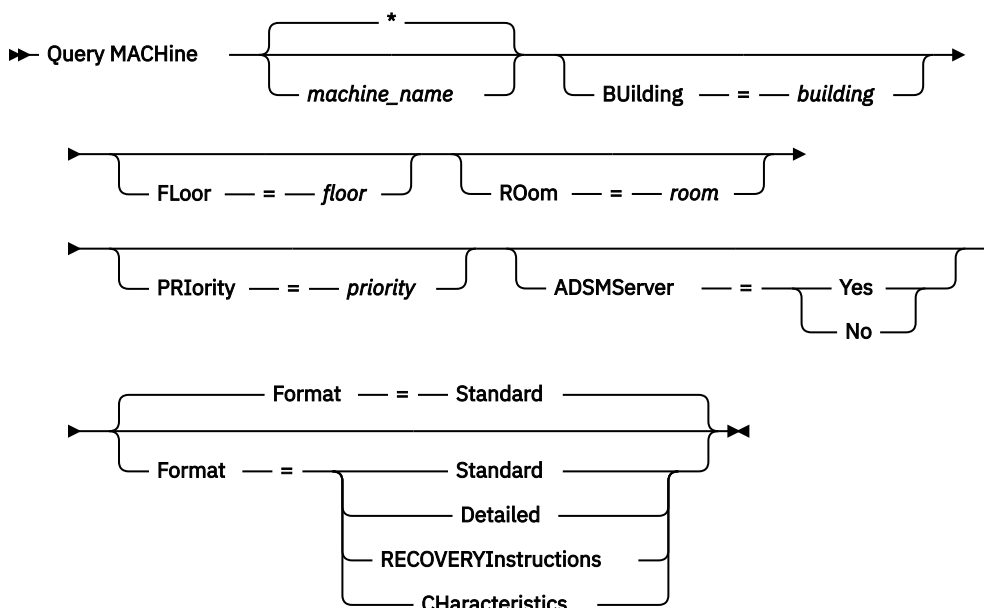 *
Query MACHine
machine_name
BUilding = building
FLoor = floor
ROom = room
PRIority = priority
ADSMServer = Yes
No
Format = Standard
Format = Standard
Detailed
RECOVERYInstructions
CHaracteristics